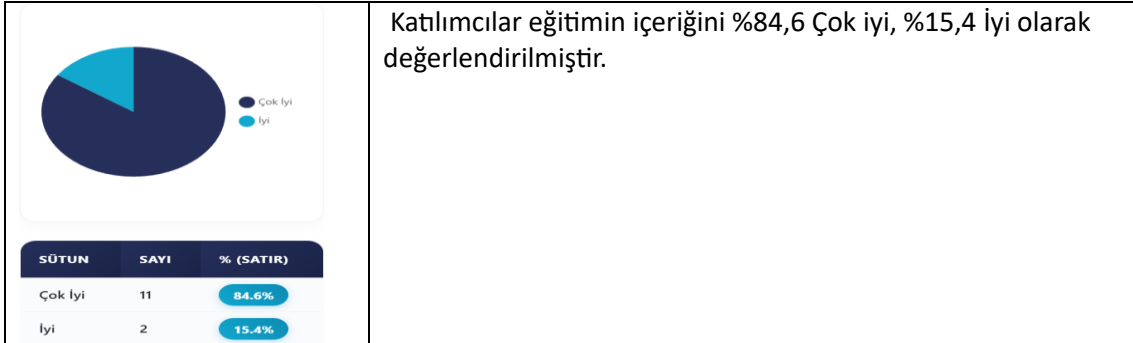 Çok İyi
İyi
SÜTUN SAYI % (SATIR)
Çok İyi 11 84.6%
İyi 2 15.4%
Katılımcılar eğitimin içeriğini %84,6 Çok iyi, %15,4 İyi olarak
değerlendirilmiştir.